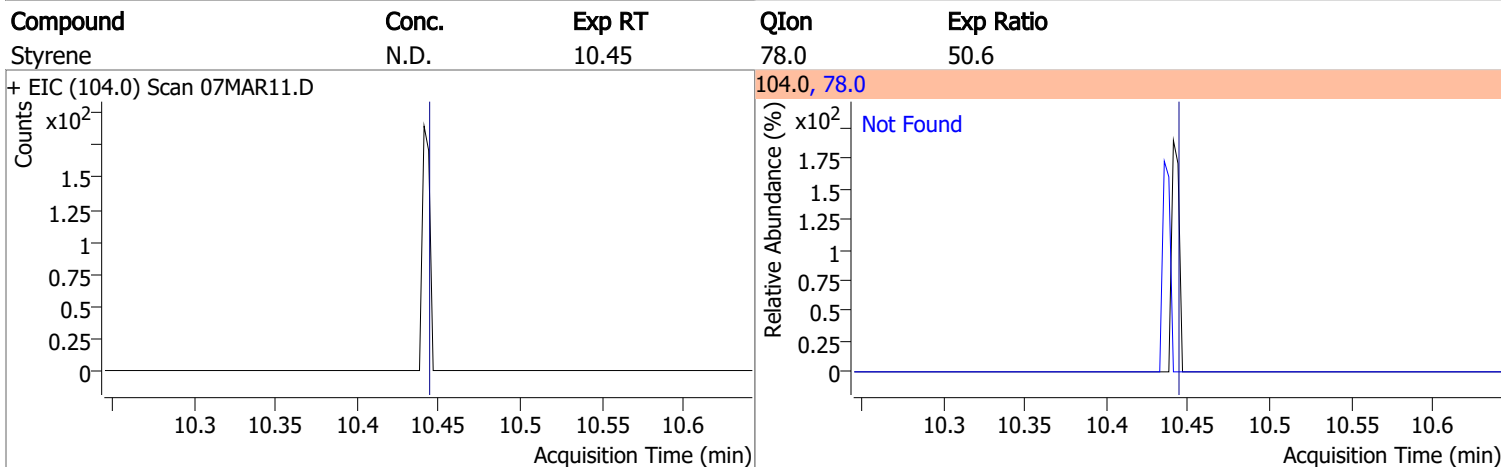 Compound Conc. Exp RT QIon Exp Ratio
Styrene N.D. 10.45 78.0 50.6
+ EIC (104.0) Scan 07MAR11.D
Counts
x10²
1.5
1.25
1
0.75
0.5
0.25
0
10.3 10.35 10.4 10.45 10.5 10.55 10.6
Acquisition Time (min)
104.0, 78.0
Relative Abundance (%)
x10²
Not Found
1.75
1.5
1.25
1
0.75
0.5
0.25
0
10.3 10.35 10.4 10.45 10.5 10.55 10.6
Acquisition Time (min)